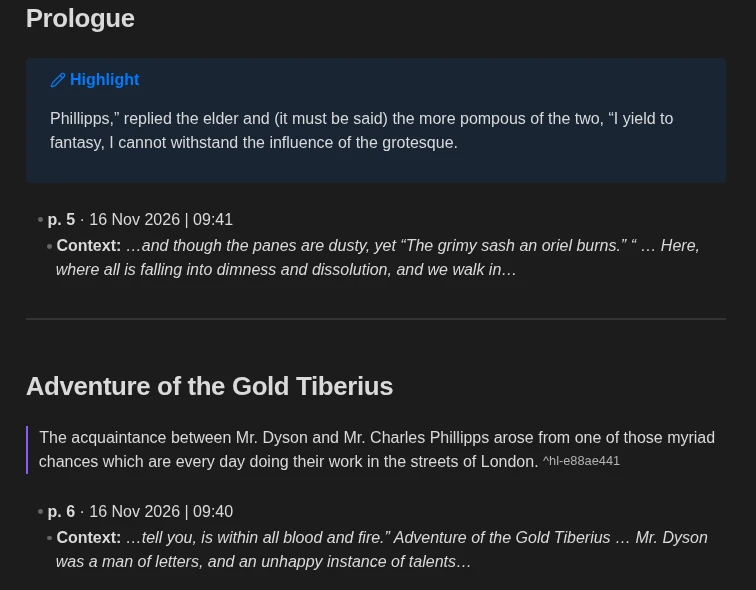 Prologue
Highlight
Phillipps,” replied the elder and (it must be said) the more pompous of the two, “I yield to
fantasy, I cannot withstand the influence of the grotesque.
p. 5 · 16 Nov 2026 | 09:41
Context: …and though the panes are dusty, yet “The grimy sash an oriel burns.” “ … Here,
where all is falling into dimness and dissolution, and we walk in…
Adventure of the Gold Tiberius
The acquaintance between Mr. Dyson and Mr. Charles Phillipps arose from one of those myriad
chances which are every day doing their work in the streets of London. ^hl-e88ae441
p. 6 · 16 Nov 2026 | 09:40
Context: …tell you, is within all blood and fire.” Adventure of the Gold Tiberius … Mr. Dyson
was a man of letters, and an unhappy instance of talents…